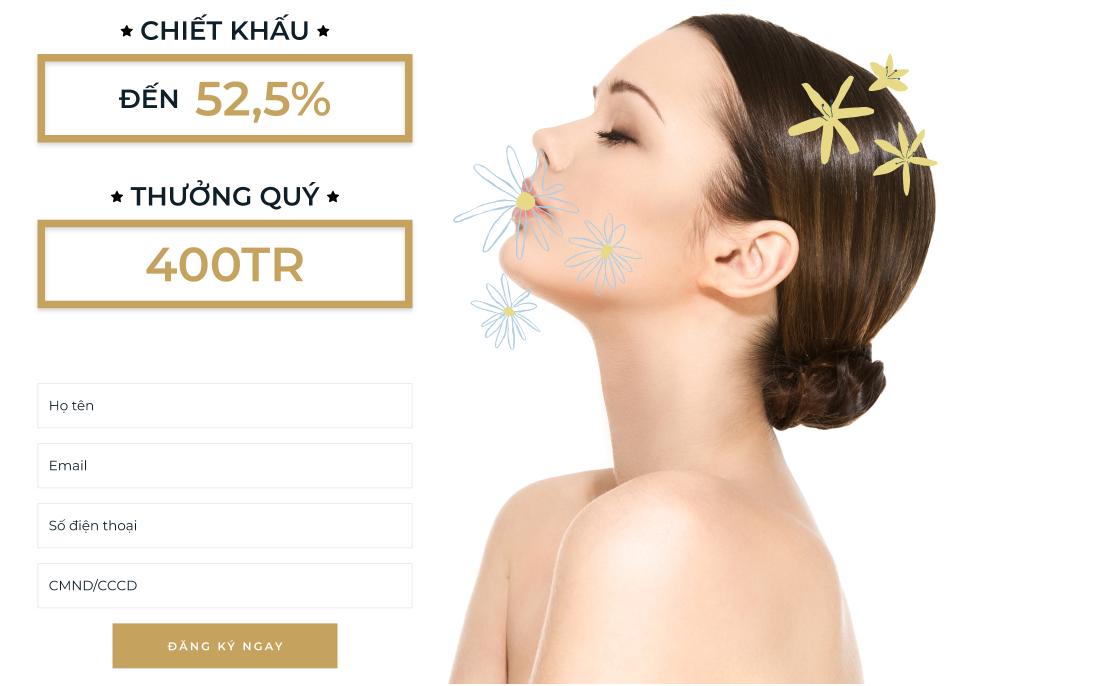 CHIẾT KHẤU
ĐẾN 52,5%
THƯỞNG QUÝ
400TR
Họ tên
Email
Số điện thoại
CMND/CCCD
ĐĂNG KÝ NGAY